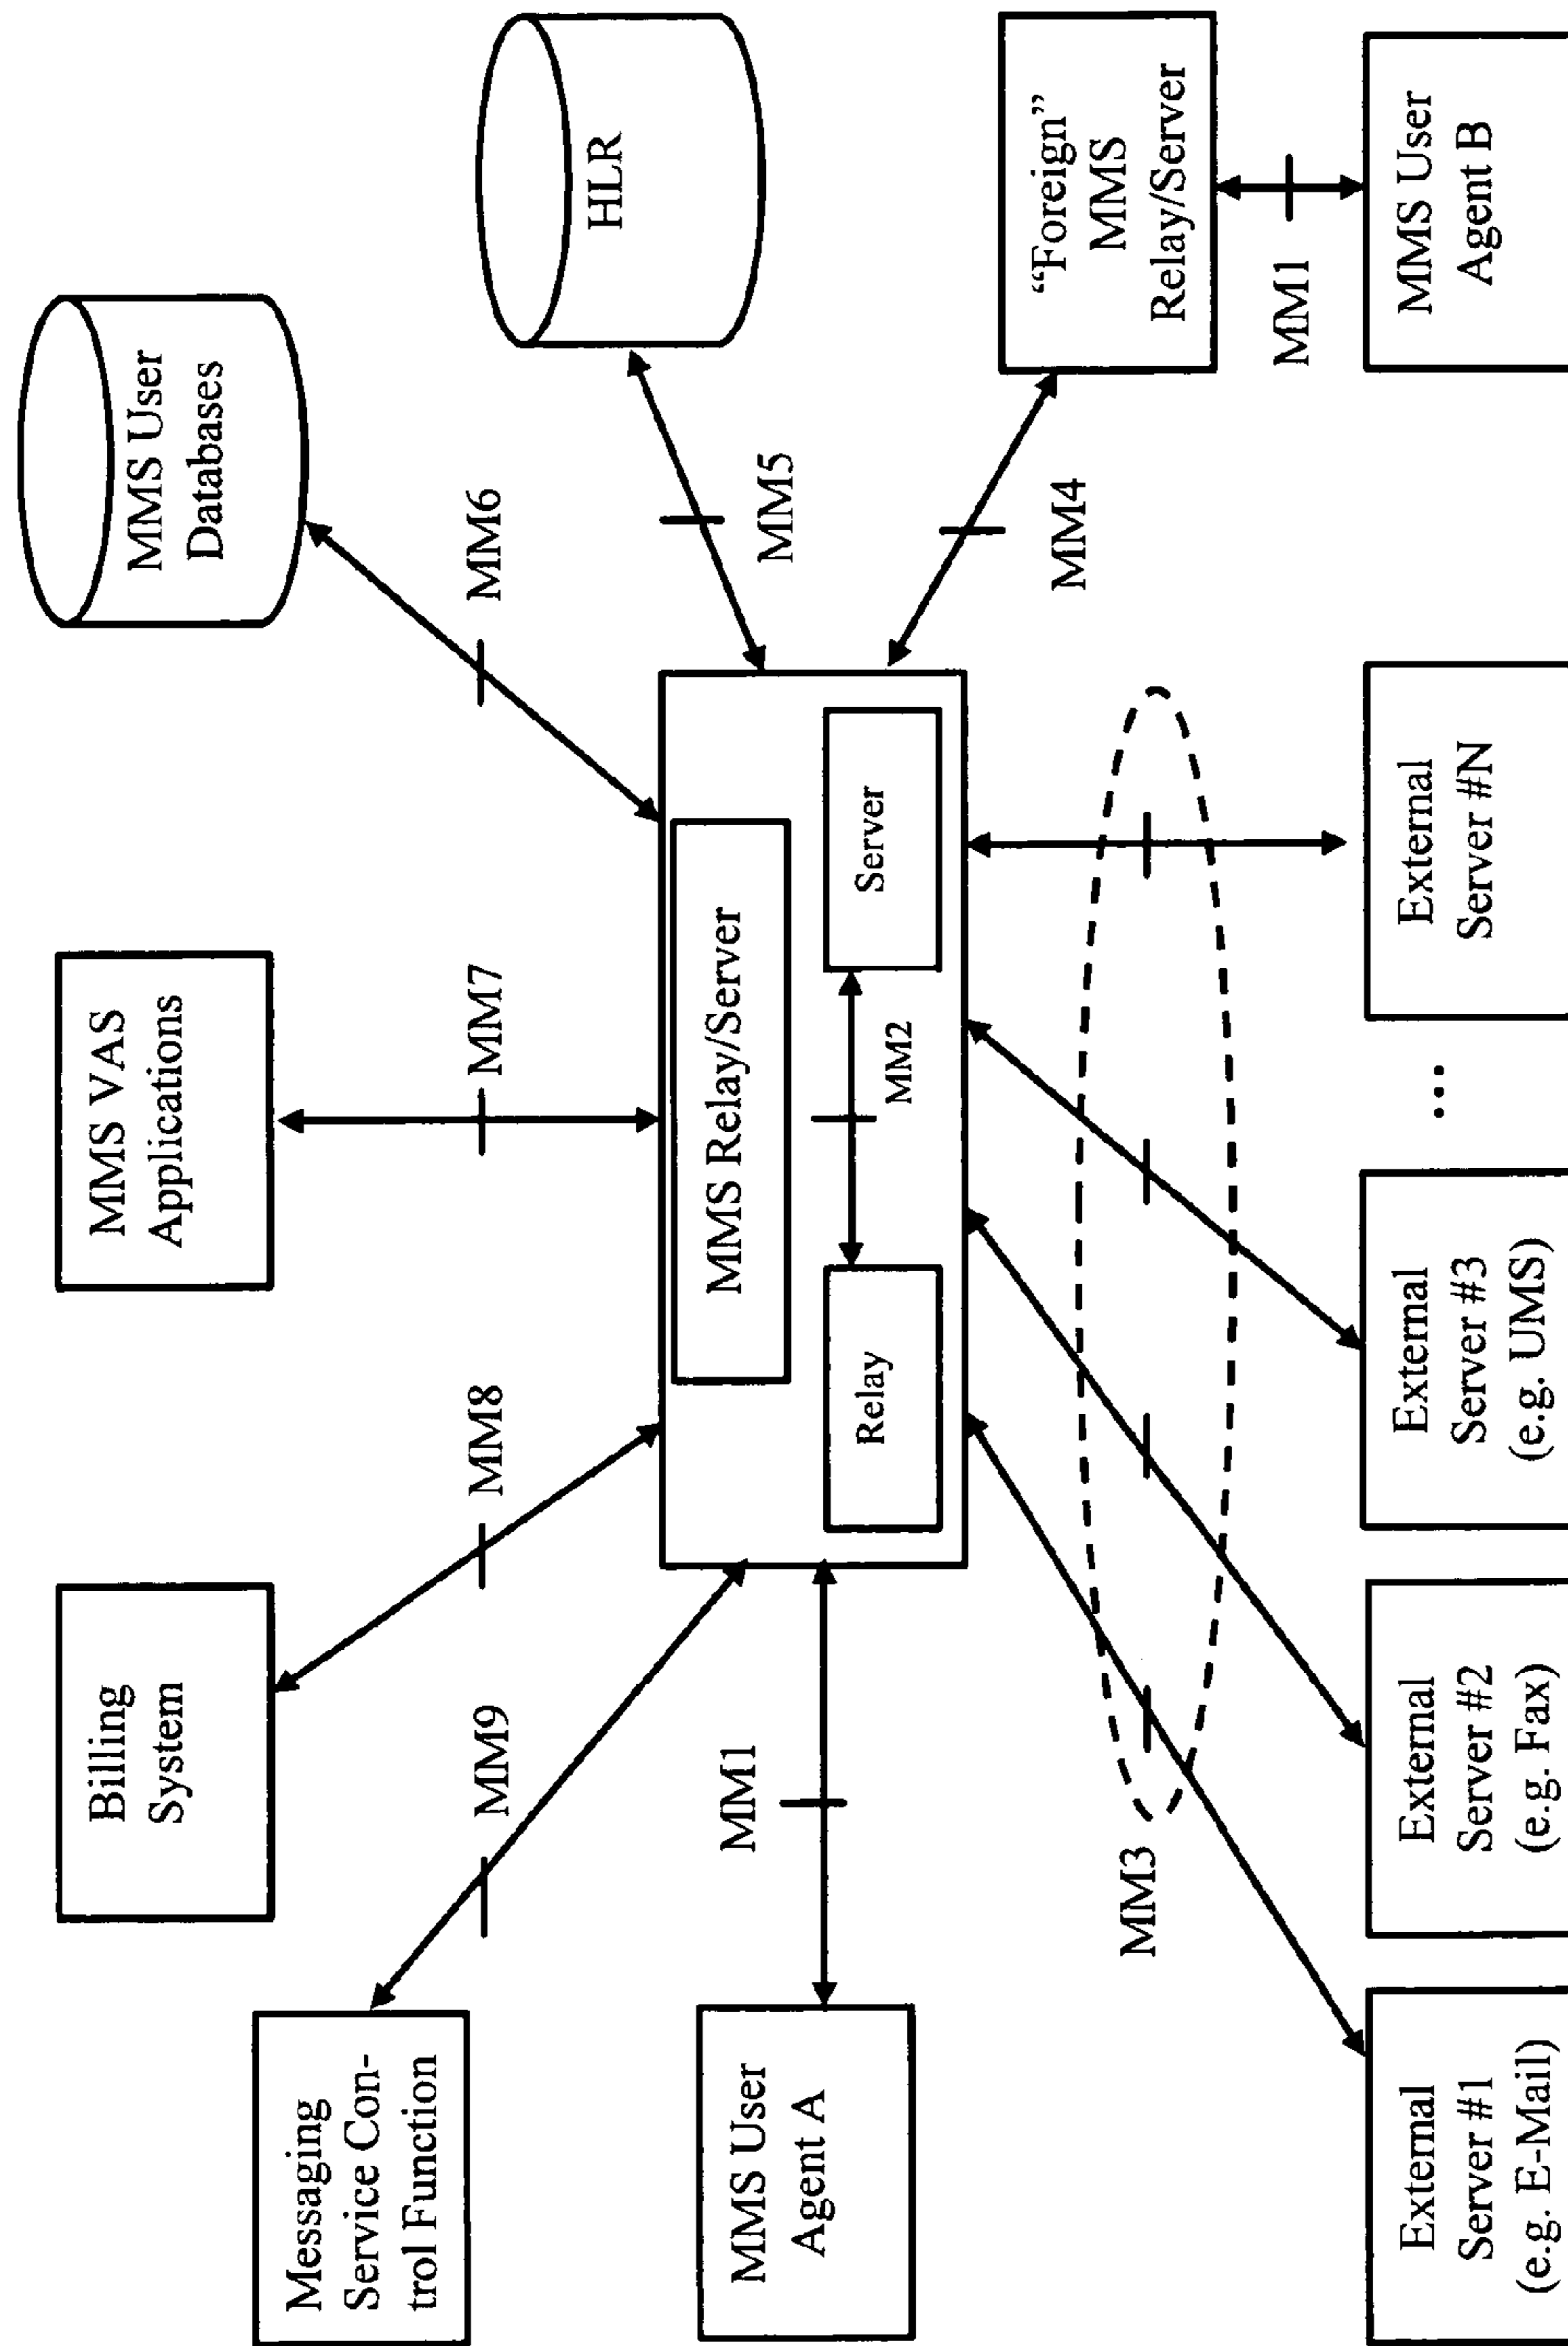 MMS User
Databases
MMS VAS
Applications
Billing
System
Messaging
Service Con-
trol Function
HLR
MM6
MM7
MM8
MM9
MM5
MMS Relay/Server
Relay
MM2
Server
MMS User
Agent A
MM1
MM4
“Foreign”
MMS
Relay/Server
MM1
MMS User
Agent B
MM3
External
Server #1
(e.g. E-Mail)
External
Server #2
(e.g. Fax)
External
Server #3
(e.g. UMS)
...
External
Server #N